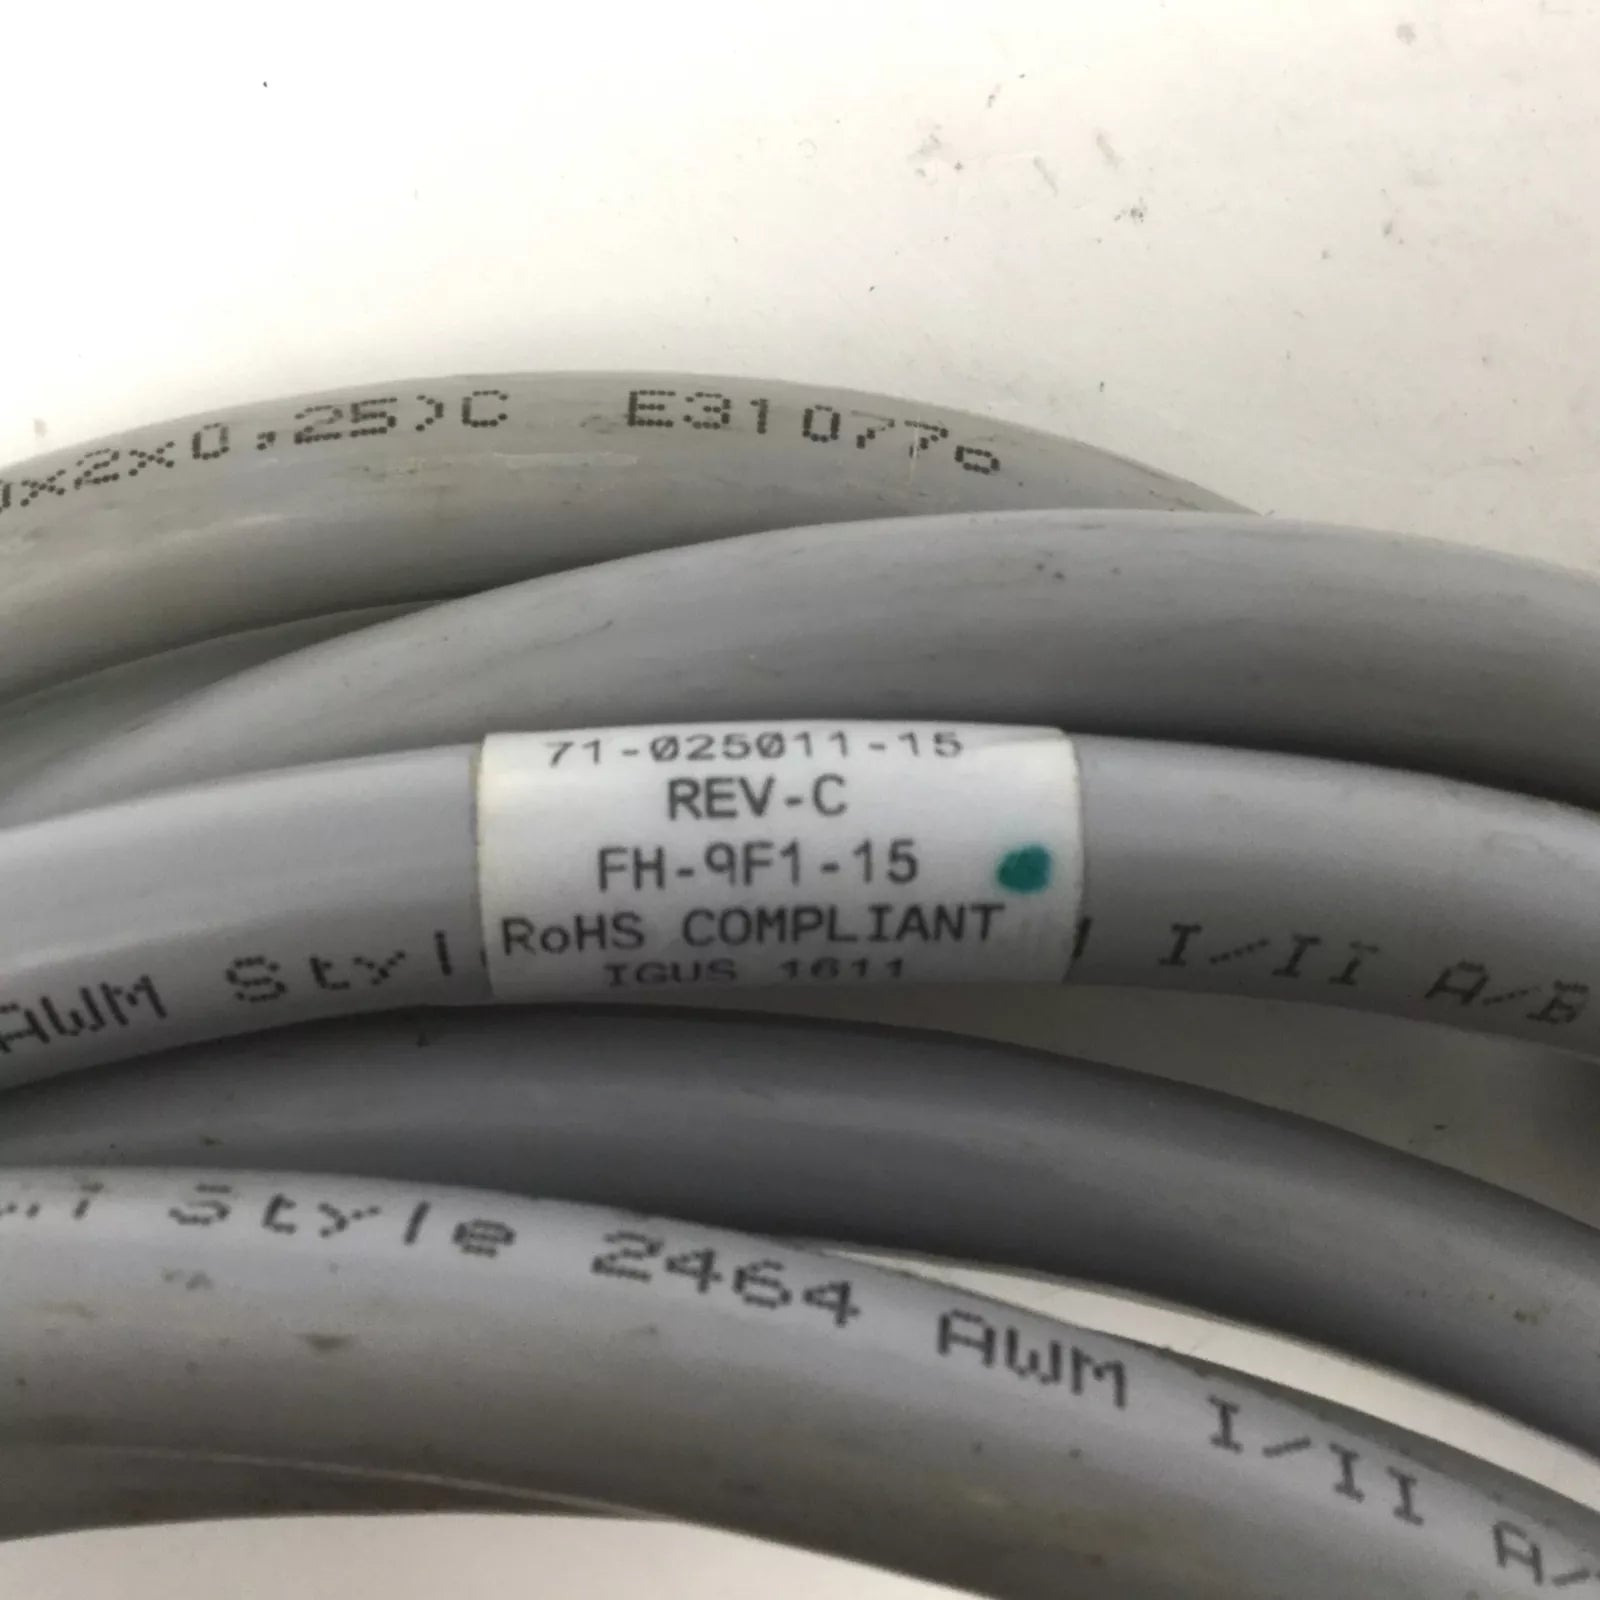 x2x0,25)C E310776
71-025011-15
REV-C
FH-9F1-15
RoHS COMPLIANT
IGUS 1611
AWM Styl I/II A/B
Style 2464 AWM I/II A/